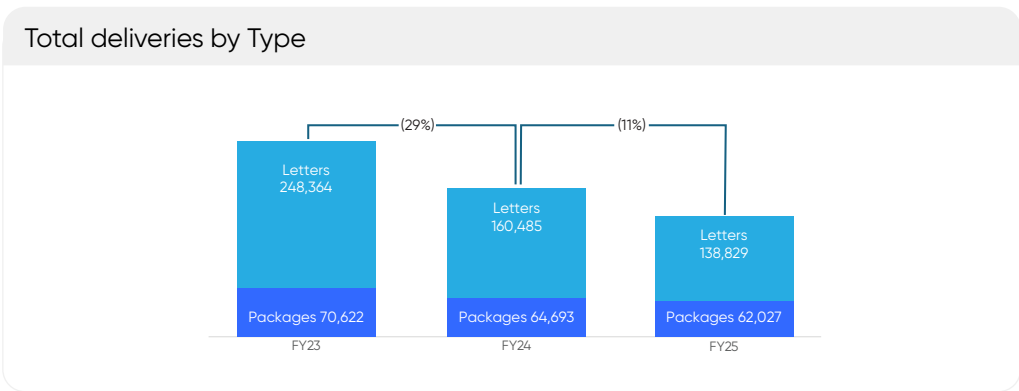 Total deliveries by Type
(29%)
(11%)
Letters
248,364
Letters
160,485
Letters
138,829
Packages 70,622
Packages 64,693
Packages 62,027
FY23
FY24
FY25